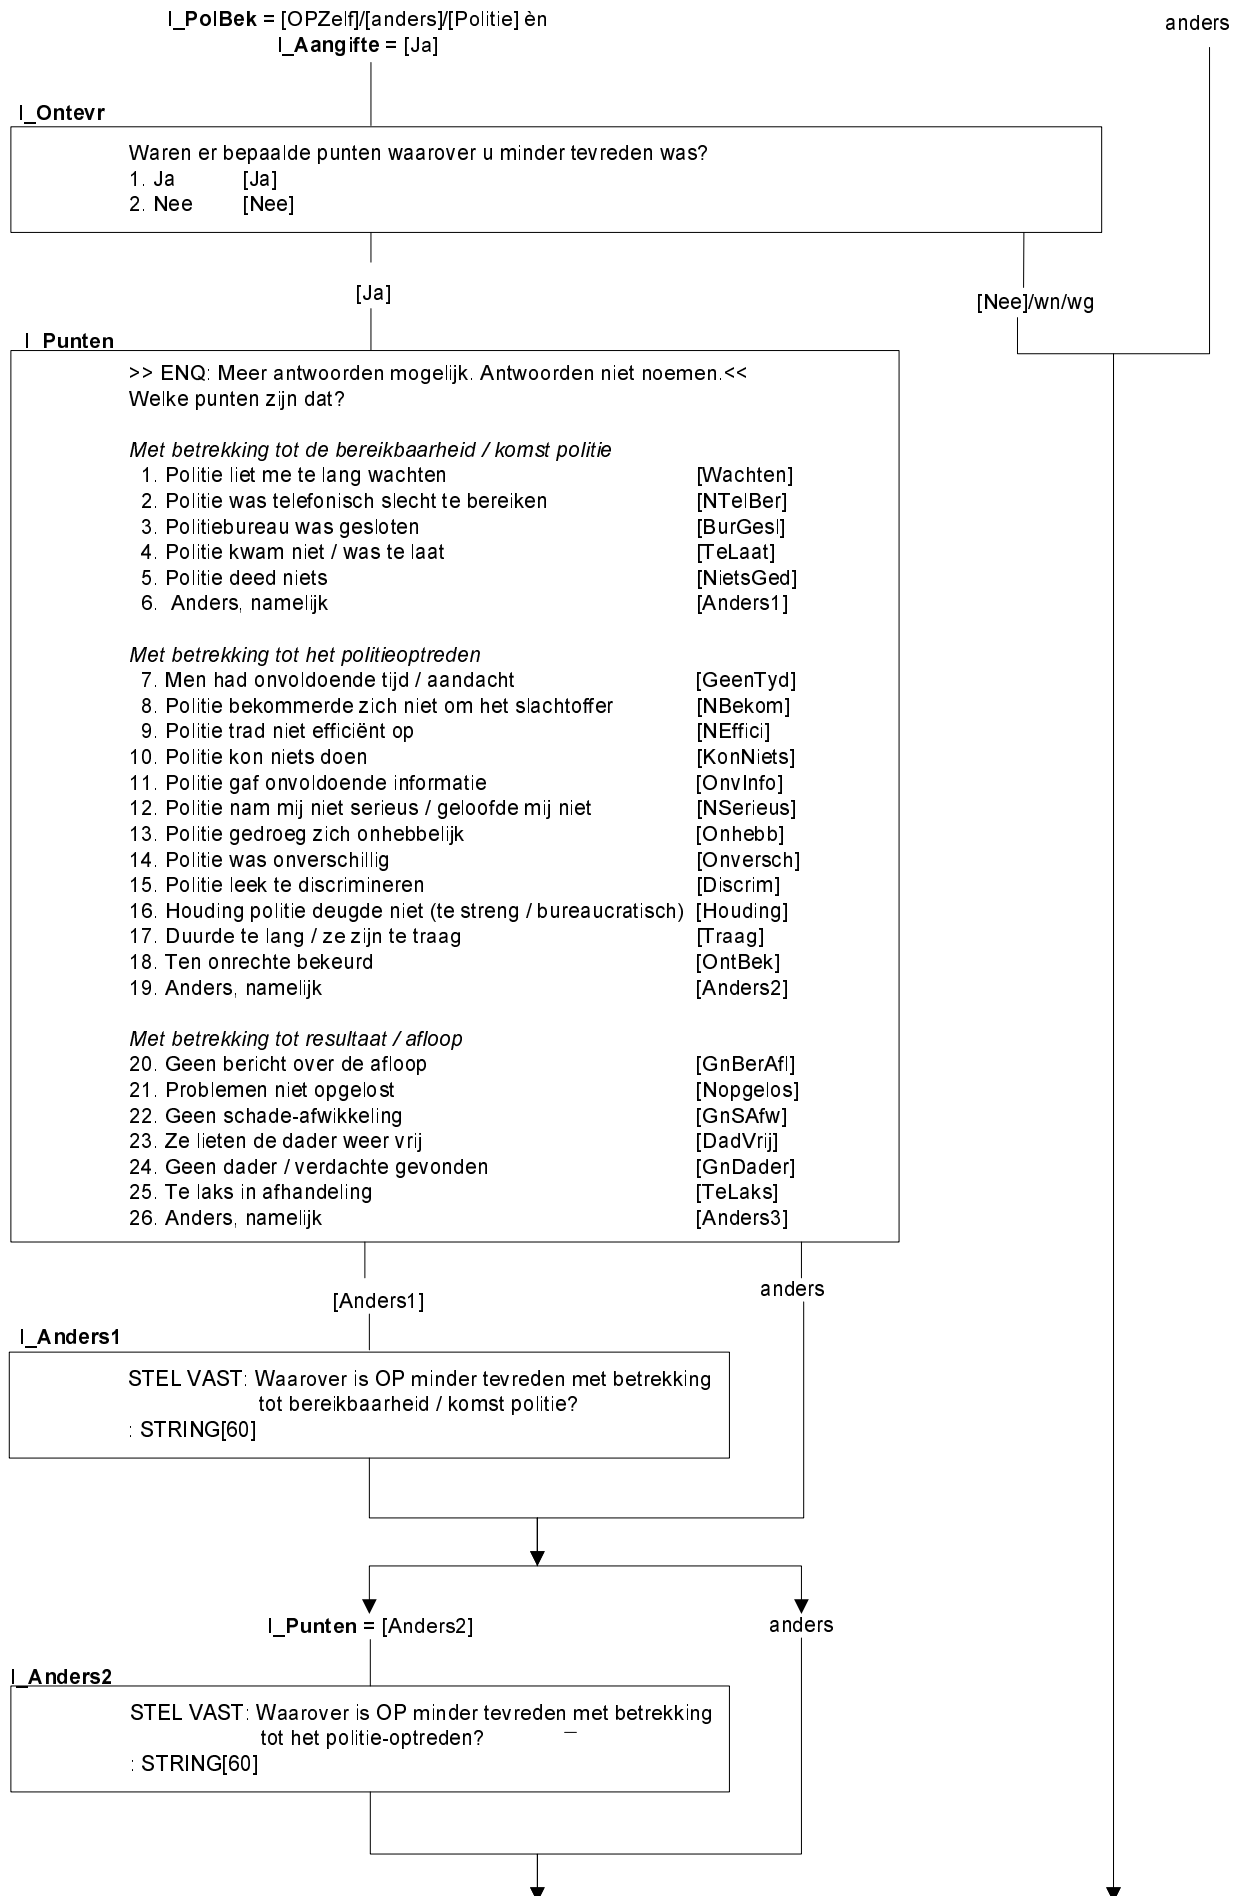 I_PolBek = [OPZelf]/[anders]/[Politie] èn
I_Aangifte = [Ja]
anders
I_Ontevr
Waren er bepaalde punten waarover u minder tevreden was?
1. Ja [Ja]
2. Nee [Nee]
[Ja]
[Nee]/wn/wg
I_Punten
>> ENQ: Meer antwoorden mogelijk. Antwoorden niet noemen.<<
Welke punten zijn dat?
Met betrekking tot de bereikbaarheid / komst politie
1. Politie liet me te lang wachten [Wachten]
2. Politie was telefonisch slecht te bereiken [NTelBer]
3. Politiebureau was gesloten [BurGesl]
4. Politie kwam niet / was te laat [TeLaat]
5. Politie deed niets [NietsGed]
6. Anders, namelijk [Anders1]
Met betrekking tot het politieoptreden
7. Men had onvoldoende tijd / aandacht [GeenTyd]
8. Politie bekommerde zich niet om het slachtoffer [NBekom]
9. Politie trad niet efficiënt op [NEffici]
10. Politie kon niets doen [KonNiets]
11. Politie gaf onvoldoende informatie [OnvInfo]
12. Politie nam mij niet serieus / geloofde mij niet [NSerieus]
13. Politie gedroeg zich onhebbelijk [Onhebb]
14. Politie was onverschillig [Onversch]
15. Politie leek te discrimineren [Discrim]
16. Houding politie deugde niet (te streng / bureaucratisch) [Houding]
17. Duurde te lang / ze zijn te traag [Traag]
18. Ten onrechte bekeurd [OntBek]
19. Anders, namelijk [Anders2]
Met betrekking tot resultaat / afloop
20. Geen bericht over de afloop [GnBerAfl]
21. Problemen niet opgelost [Nopgelos]
22. Geen schade-afwikkeling [GnSAfw]
23. Ze lieten de dader weer vrij [DadVrij]
24. Geen dader / verdachte gevonden [GnDader]
25. Te laks in afhandeling [TeLaks]
26. Anders, namelijk [Anders3]
[Anders1]
anders
I_Anders1
STEL VAST: Waarover is OP minder tevreden met betrekking
tot bereikbaarheid / komst politie?
: STRING[60]
I_Punten = [Anders2]
anders
I_Anders2
STEL VAST: Waarover is OP minder tevreden met betrekking
tot het politie-optreden?
: STRING[60]